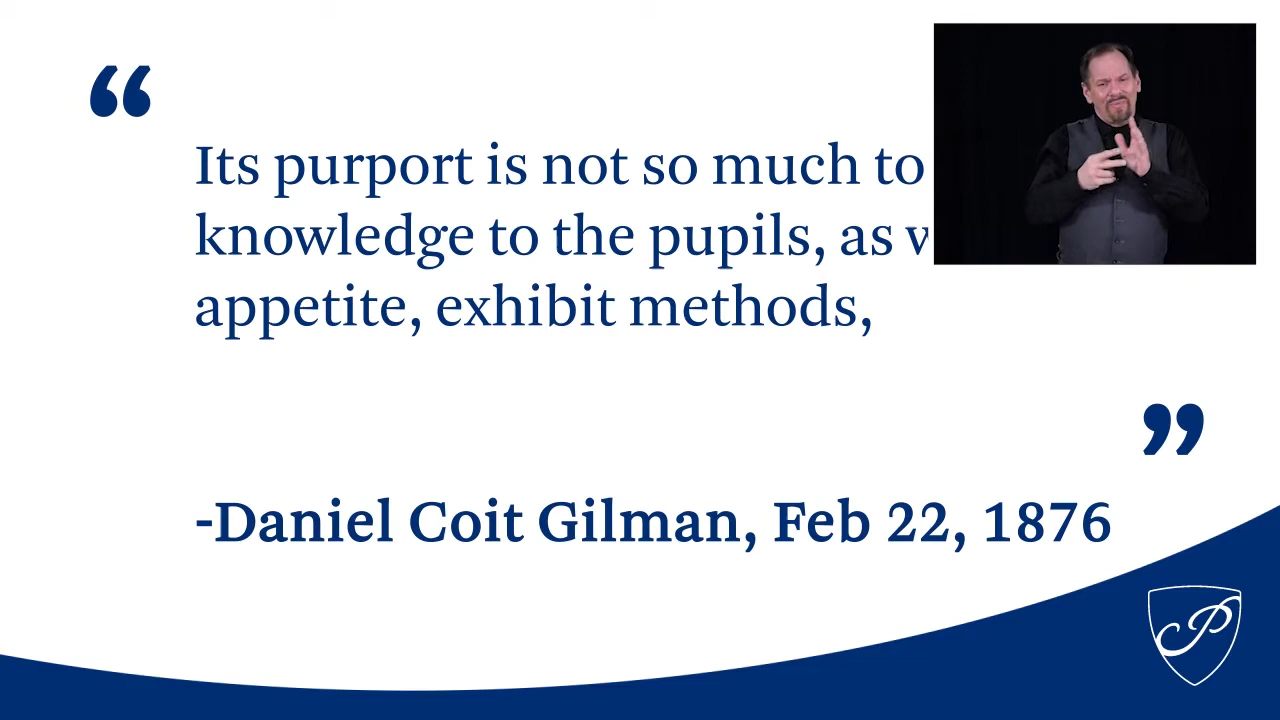 “
Its purport is not so much to
knowledge to the pupils, as
appetite, exhibit methods,
”
-Daniel Coit Gilman, Feb 22, 1876
P